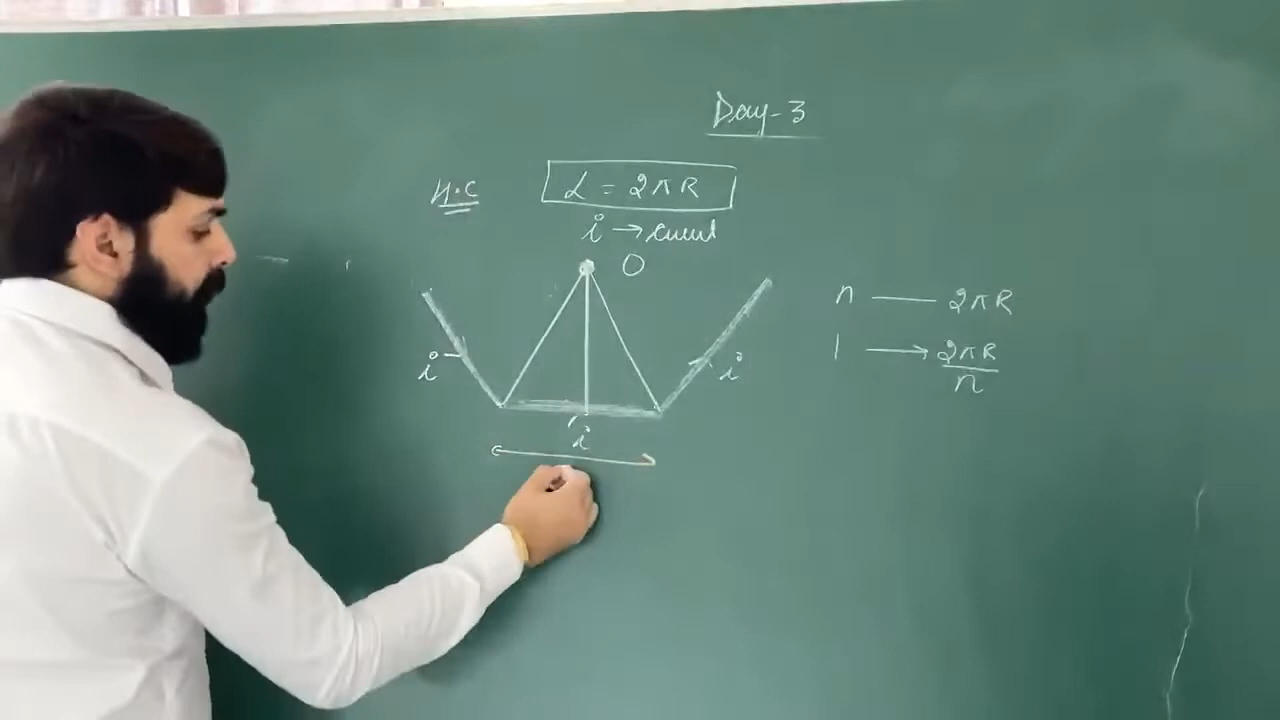 Day-3
H.C
L = 2πR
i → current
O
n — 2πR
1 → 2πR/n
i
i
i